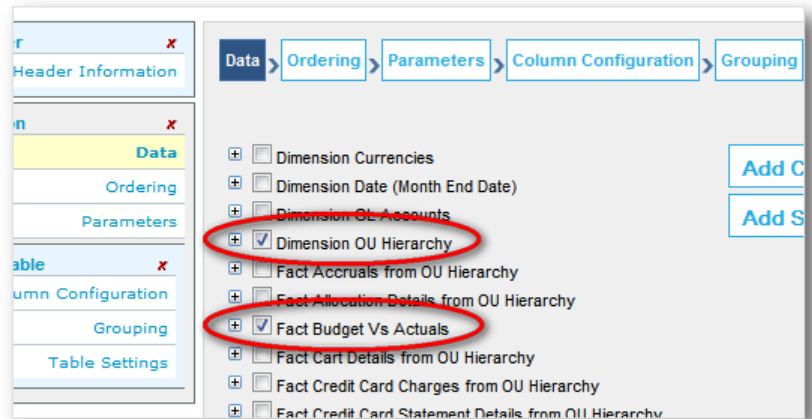 r x
Header Information
on x
Data
Ordering
Parameters
able x
umn Configuration
Grouping
Table Settings
Data > Ordering > Parameters > Column Configuration > Grouping
Dimension Currencies
Dimension Date (Month End Date)
Dimension GL Accounts
Dimension OU Hierarchy
Fact Accruals from OU Hierarchy
Fact Allocation Details from OU Hierarchy
Fact Budget Vs Actuals
Fact Cart Details from OU Hierarchy
Fact Credit Card Charges from OU Hierarchy
Fact Credit Card Statement Details from OU Hierarchy
Add C
Add S